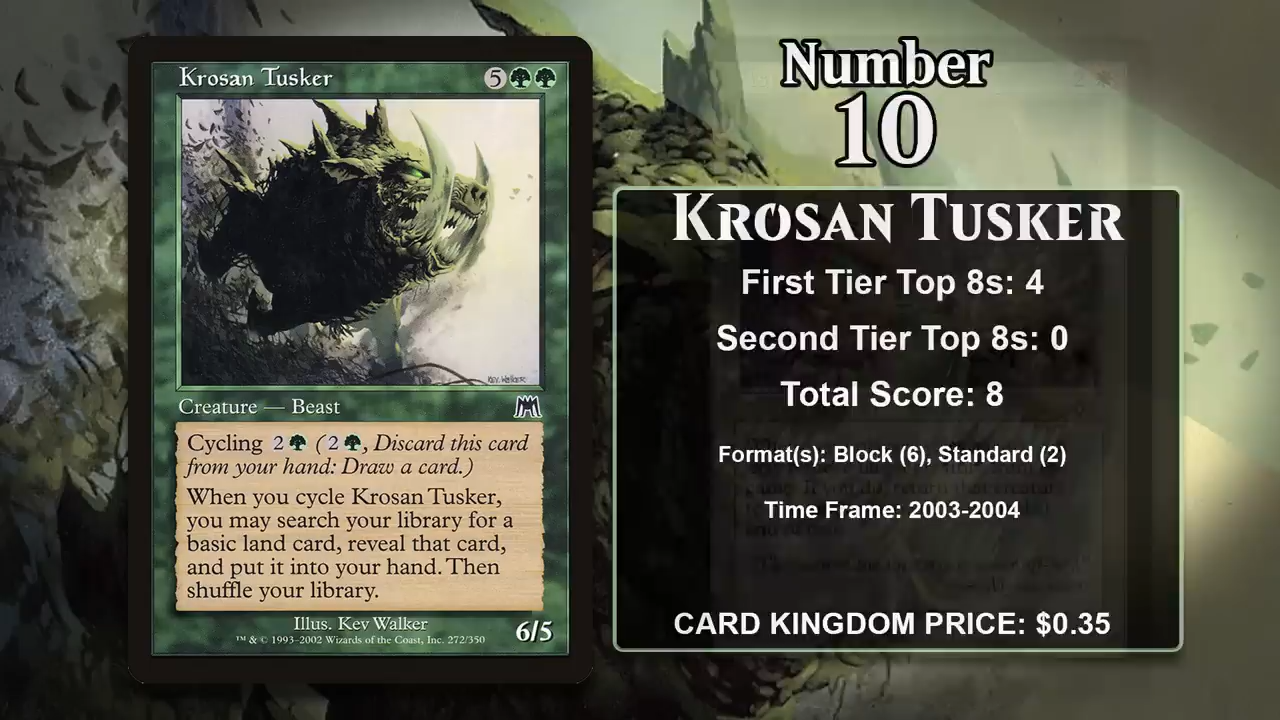 Krosan Tusker 5
Kev. Walker
Creature — Beast
Cycling 2 (2, Discard this card
from your hand: Draw a card.)
When you cycle Krosan Tusker,
you may search your library for a
basic land card, reveal that card,
and put it into your hand. Then
shuffle your library.
Illus. Kev Walker
™ & © 1993–2002 Wizards of the Coast, Inc. 272/350
6/5
Number
10
KROSAN TUSKER
First Tier Top 8s: 4
Second Tier Top 8s: 0
Total Score: 8
Format(s): Block (6), Standard (2)
Time Frame: 2003-2004
CARD KINGDOM PRICE: $0.35